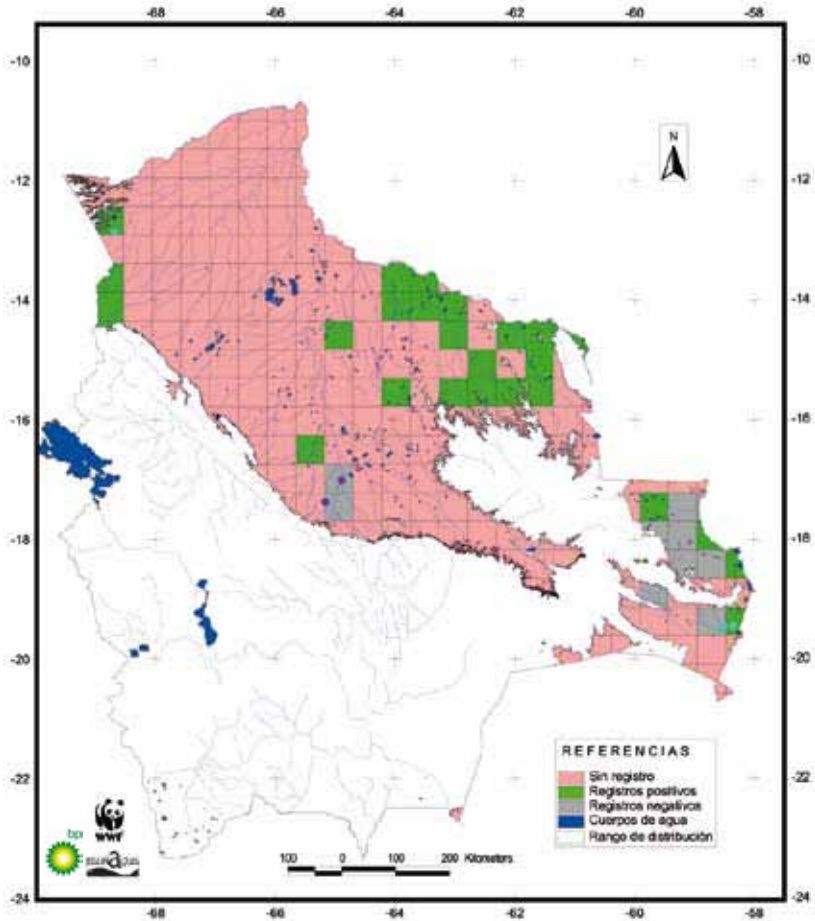 -68 -66 -64 -62 -60 -58
-10 -10
N
-12 -12
-14 -14
-16 -16
-18 -18
-20 -20
REFERENCIAS
Sin registro
-22 -22
Registros positivos
Registros negativos
Cuerpos de agua
Rango de distribución
bp
WWF
100 0 100 200 Kilometers
-24 -24
-68 -66 -64 -62 -60 -58